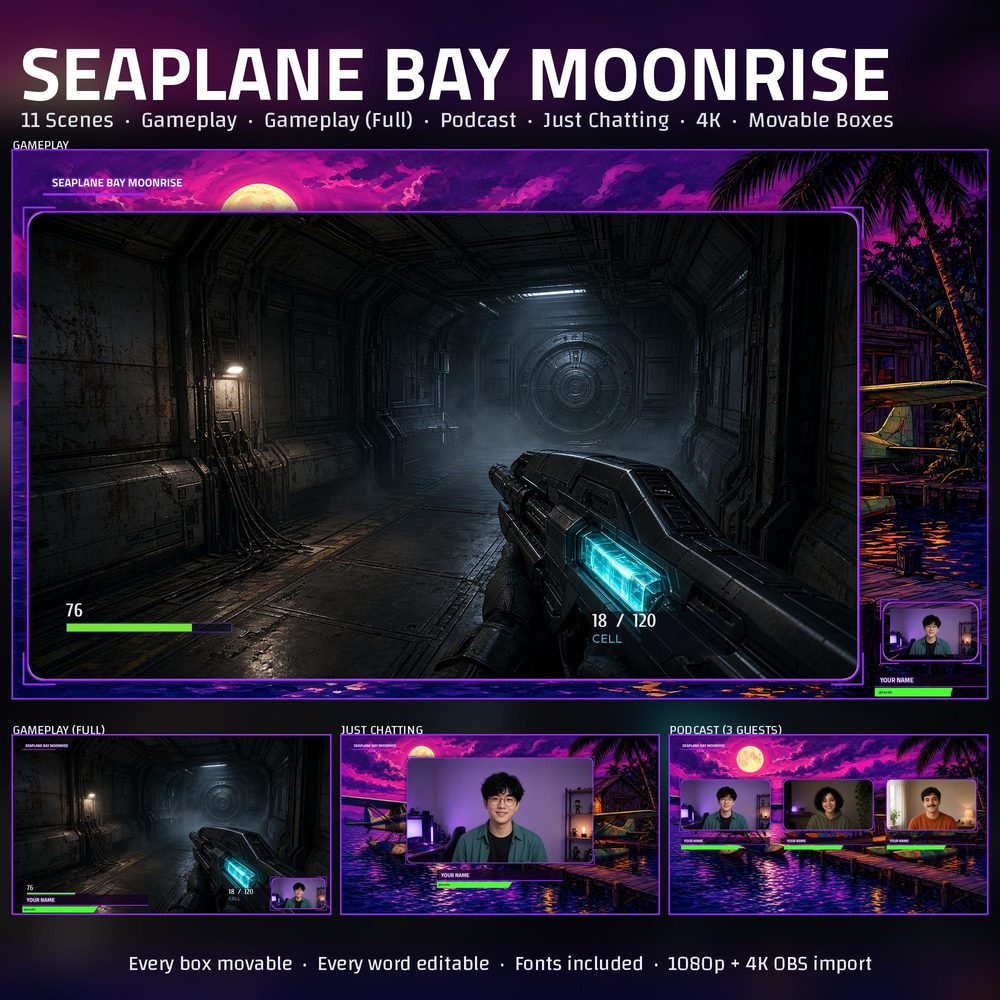 SEAPLANE BAY MOONRISE
11 Scenes · Gameplay · Gameplay (Full) · Podcast · Just Chatting · 4K · Movable Boxes
GAMEPLAY
SEAPLANE BAY MOONRISE
76
18 / 120
CELL
YOUR NAME
GAMEPLAY (FULL)
SEAPLANE BAY MOONRISE
76
18 / 120
CELL
YOUR NAME
JUST CHATTING
SEAPLANE BAY MOONRISE
YOUR NAME
PODCAST (3 GUESTS)
SEAPLANE BAY MOONRISE
YOUR NAME
YOUR NAME
YOUR NAME
Every box movable · Every word editable · Fonts included · 1080p + 4K OBS import